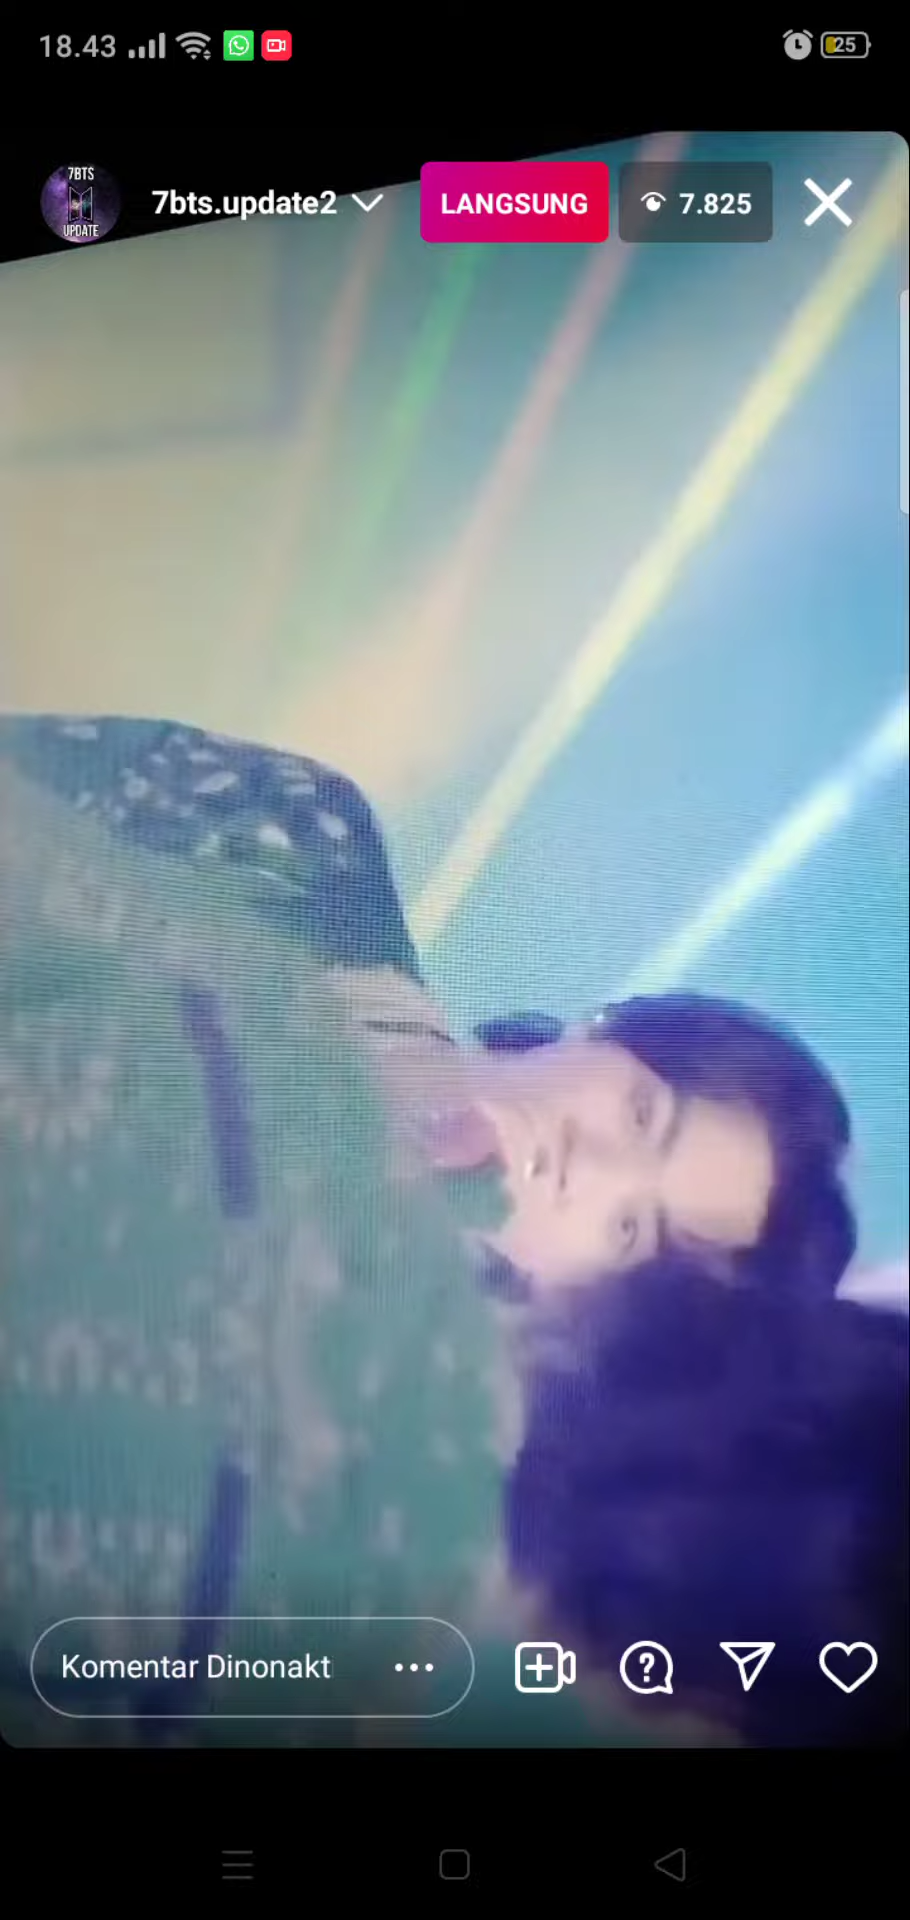 18.43
25
7BTS
UPDATE
7bts.update2
LANGSUNG
7.825
Komentar Dinonakt